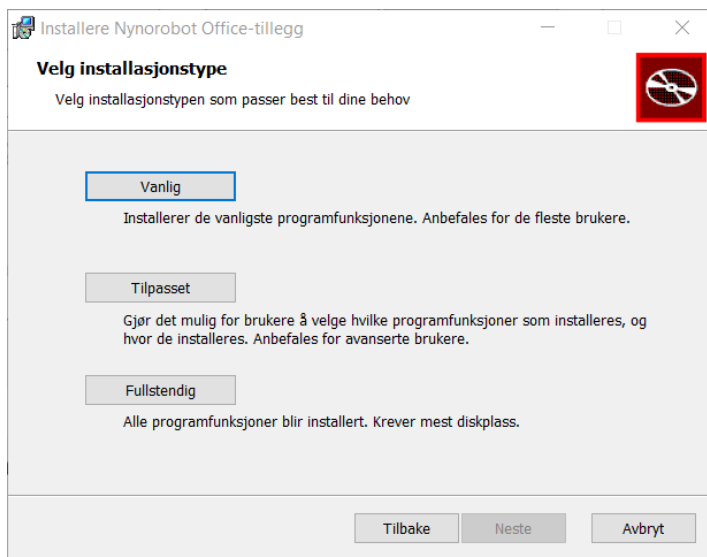 Installere Nynorobot Office-tillegg
Velg installasjonstype
Velg installasjonstypen som passer best til dine behov
Vanlig
Installerer de vanligste programfunksjonene. Anbefales for de fleste brukere.
Tilpasset
Gjør det mulig for brukere å velge hvilke programfunksjoner som installeres, og
hvor de installeres. Anbefales for avanserte brukere.
Fullstendig
Alle programfunksjoner blir installert. Krever mest diskplass.
Tilbake Neste Avbryt